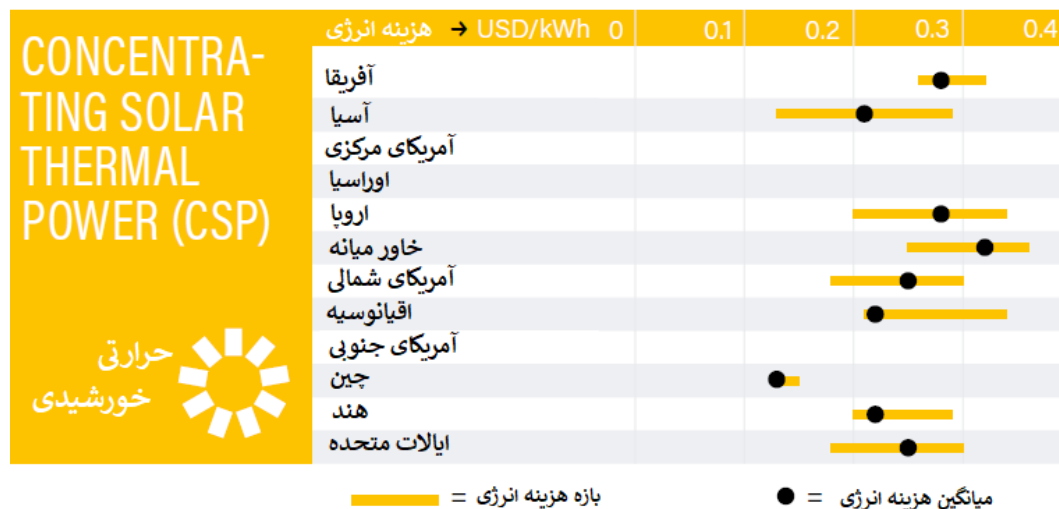 CONCENTRA-
TING SOLAR
THERMAL
POWER (CSP)
حرارتی
خورشیدی
هزینه انرژی → USD/kWh 0 0.1 0.2 0.3 0.4
آفریقا
آسیا
آمریکای مرکزی
اوراسیا
اروپا
خاور میانه
آمریکای شمالی
اقیانوسیه
آمریکای جنوبی
چین
هند
ایالات متحده
بازه هزینه انرژی =
میانگین هزینه انرژی =